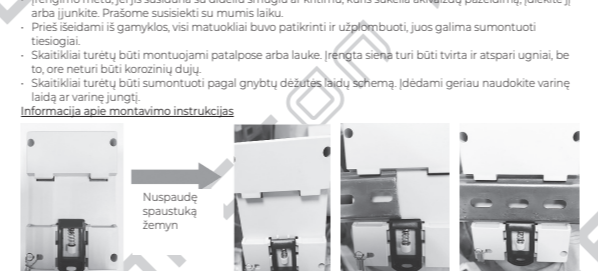 · Įrengimo metu, jei jis susiduria su dideliu smūgiu ar kritimu, kuris sukelia akivaizdų pažeidimą, įdiekite jį
arba įjunkite. Prašome susisiekti su mumis laiku.
· Prieš išeidami iš gamyklos, visi matuokliai buvo patikrinti ir užplombuoti, juos galima sumontuoti
tiesiogiai.
· Skaitikliai turėtų būti montuojami patalpose arba lauke. Įrengta siena turi būti tvirta ir atspari ugniai, be
to, ore neturi būti korozinių dujų.
· Skaitikliai turėtų būti sumontuoti pagal gnybtų dėžutės laidų schemą. Įdėdami geriau naudokite varinę
laidą ar varinę jungtį.
Informacija apie montavimo instrukcijas
Nuspaudę
spaustuką
žemyn